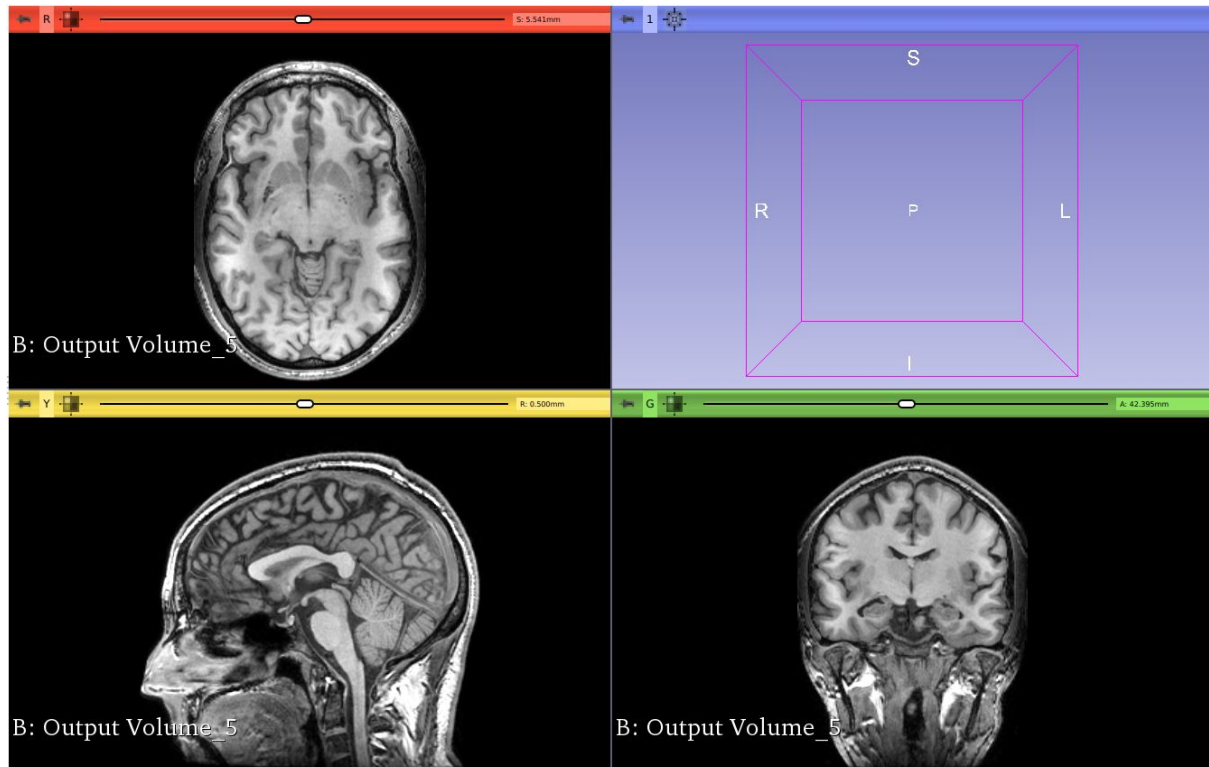 R
S: 5.541mm
1
B: Output Volume_5
S
R
P
L
I
Y
R: 0.500mm
G
A: 42.395mm
B: Output Volume_5
B: Output Volume_5